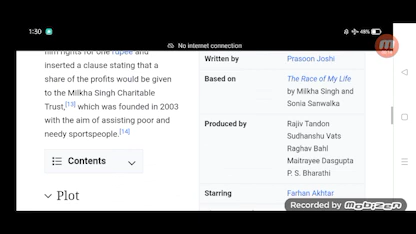 1:30
48%
No internet connection
him rights for one rupee and
inserted a clause stating that a
share of the profits would be given
to the Milkha Singh Charitable
Trust,[13] which was founded in 2003
with the aim of assisting poor and
needy sportspeople.[14]
Contents
Plot
Written by Prasoon Joshi
Based on The Race of My Life
by Milkha Singh and
Sonia Sanwalka
Produced by Rajiv Tandon
Sudhanshu Vats
Raghav Bahl
Maitrayee Dasgupta
P. S. Bharathi
Starring Farhan Akhtar
Recorded by Mobizen